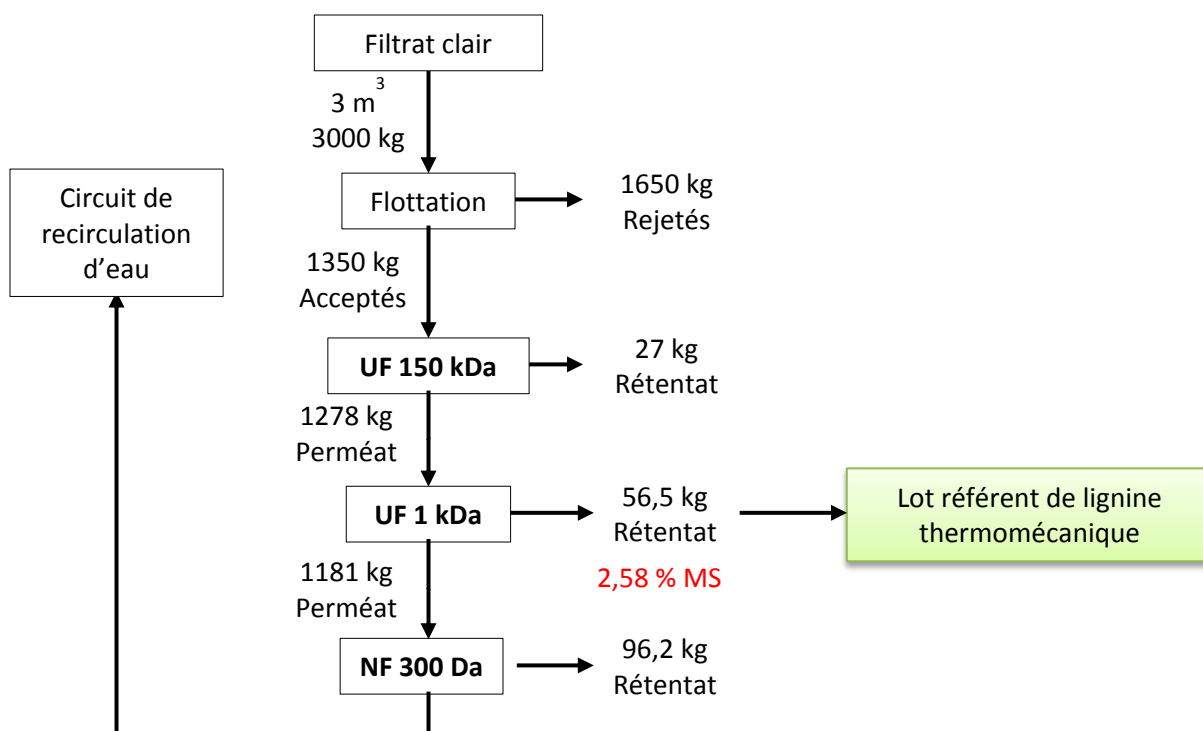 Filtrat clair
3 m³
3000 kg
Circuit de
recirculation
d’eau
Flottation
1650 kg
Rejetés
1350 kg
Acceptés
UF 150 kDa
27 kg
Rétentat
1278 kg
Perméat
UF 1 kDa
56,5 kg
Rétentat
2,58 % MS
Lot référent de lignine
thermomécanique
1181 kg
Perméat
NF 300 Da
96,2 kg
Rétentat